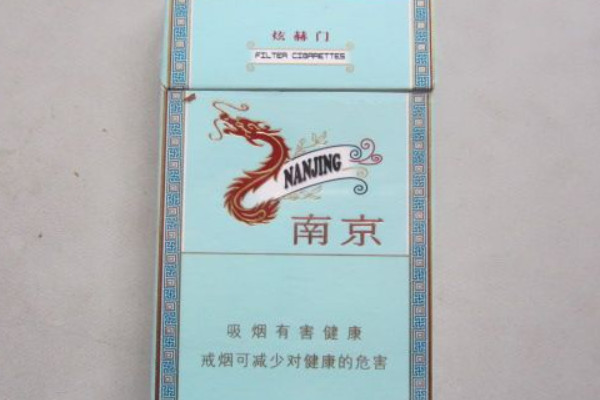 炫赫门
FILTER CIGARETTES
NANJING
南京
吸烟有害健康
戒烟可减少对健康的危害